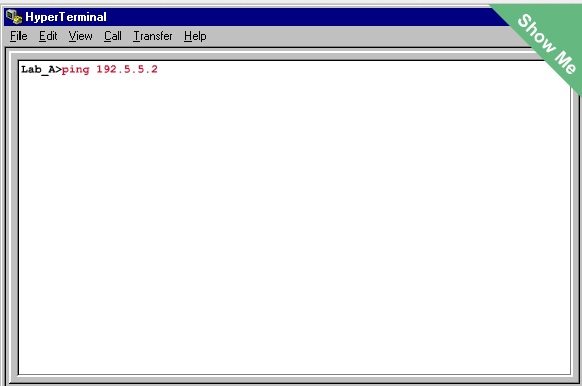 HyperTerminal
File Edit View Call Transfer Help
Show Me
Lab_A>ping 192.5.5.2